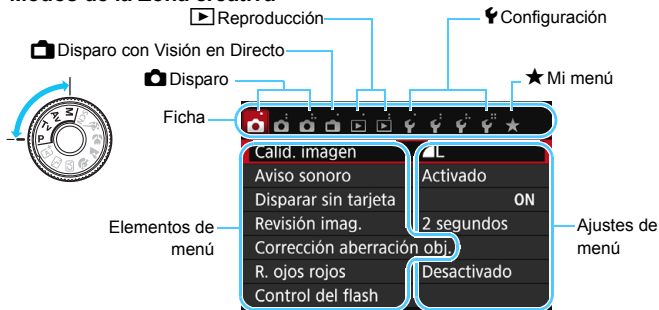 Modos de la Zona creativa
Reproducción
Configuración
Disparo con Visión en Directo
Disparo
Mi menú
Ficha
Calid. imagen L
Aviso sonoro Activado
Disparar sin tarjeta ON
Revisión imag. 2 segundos
Corrección aberración obj.
R. ojos rojos Desactivado
Control del flash
Elementos de
menú
Ajustes de
menú
M
Av
Tv
P